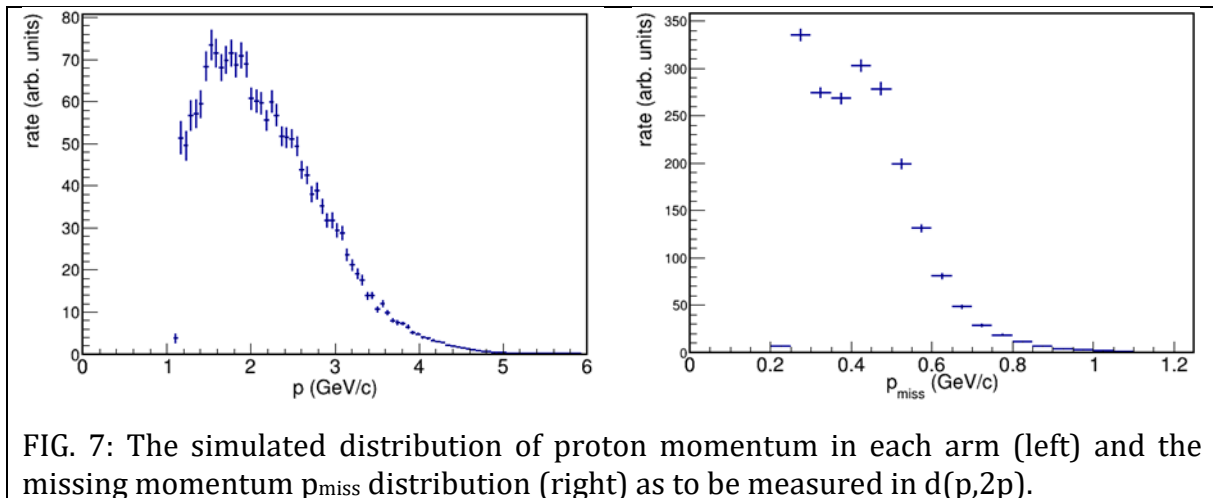 rate (arb. units)
80
70
60
50
40
30
20
10
0
0 1 2 3 4 5 6
p (GeV/c)
rate (arb. units)
350
300
250
200
150
100
50
0
0 0.2 0.4 0.6 0.8 1 1.2
pmiss (GeV/c)
FIG. 7: The simulated distribution of proton momentum in each arm (left) and the
missing momentum pmiss distribution (right) as to be measured in d(p,2p).